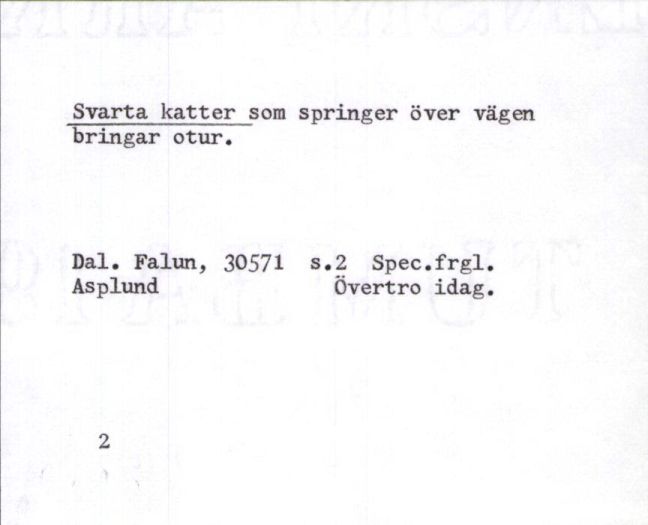 Svarta katter som springer över vägen
bringar otur.
Dal. Falun, 30571 s.2 Spec.frgl.
Asplund Övertro idag.
2